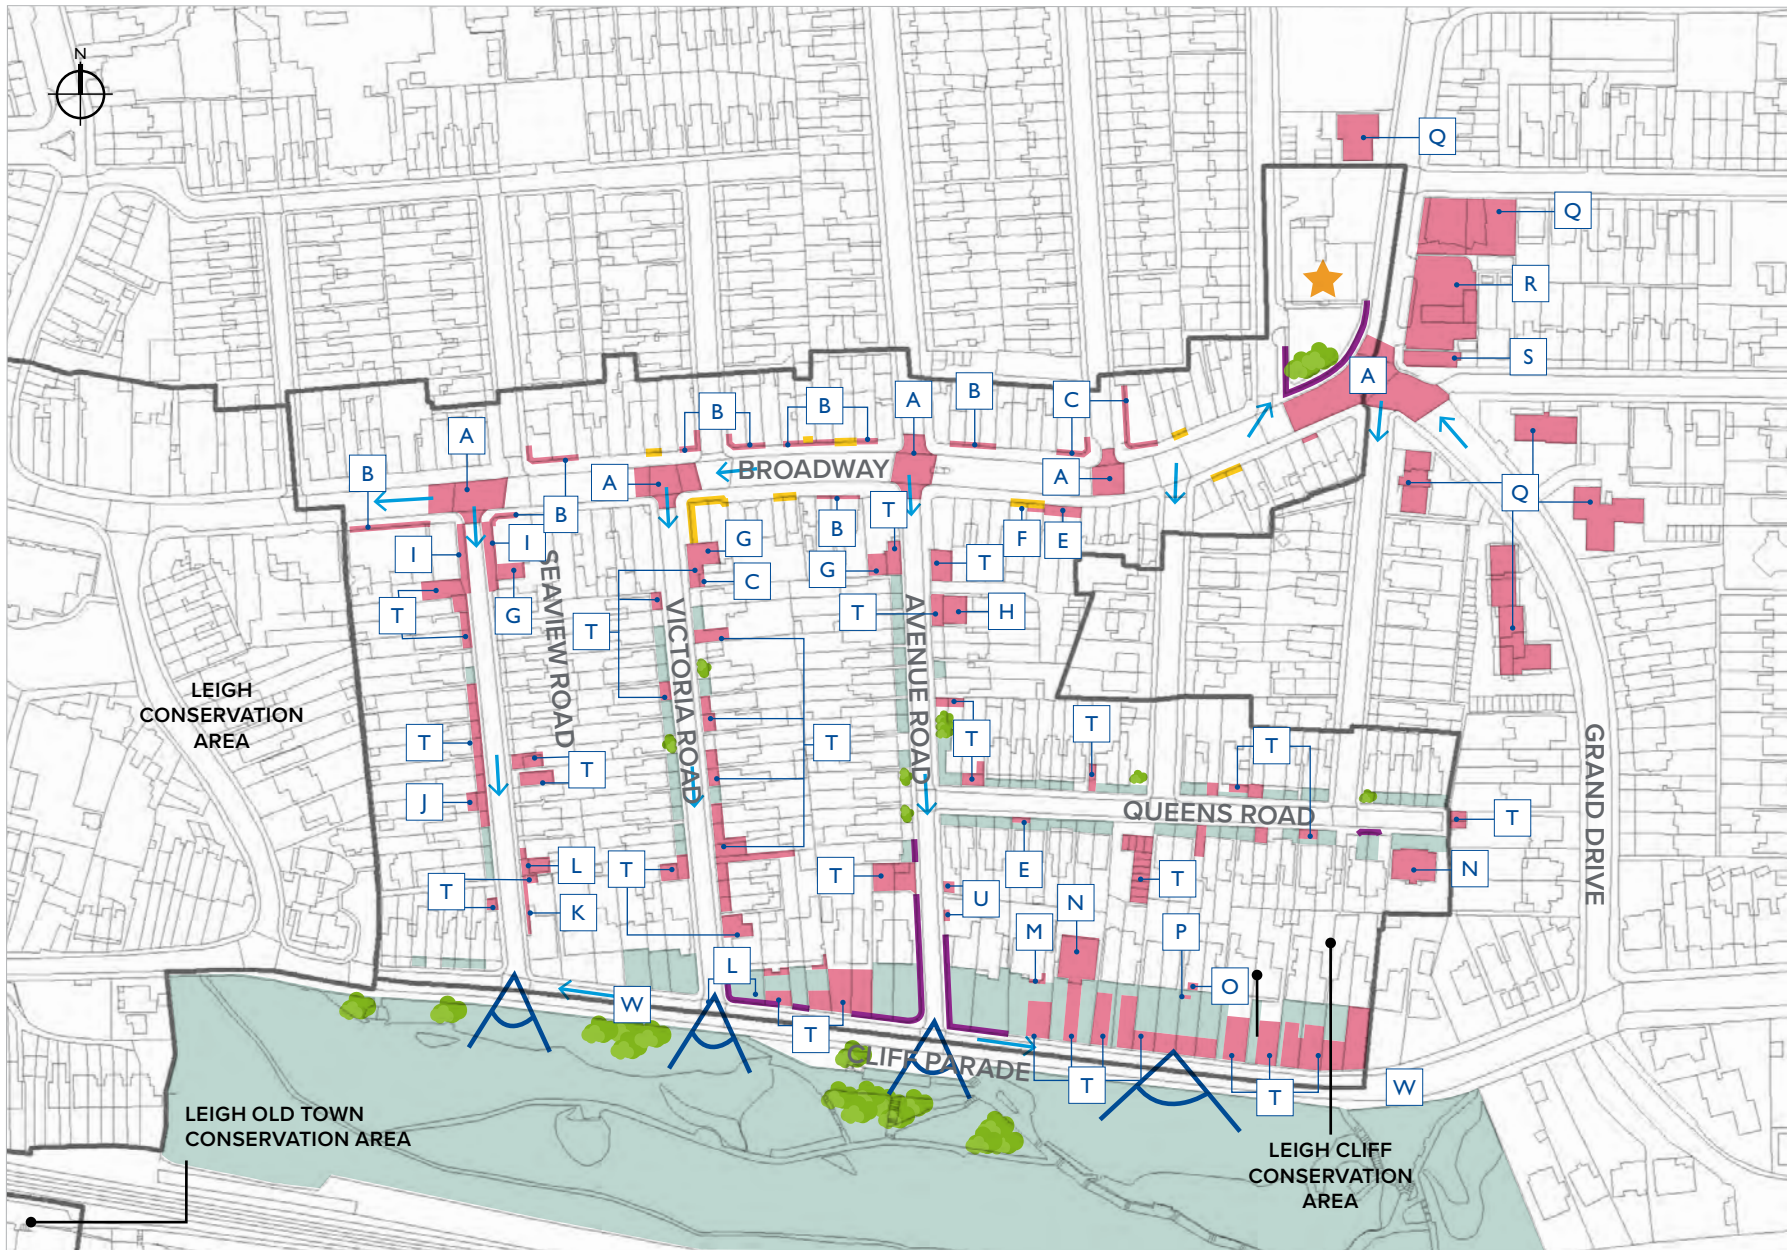 N
Q
Q
R
S
A
B
B
A
B
C
A
B
A
BROADWAY
A
B
I
I
G
T
G
C
B
T
G
F
E
T
T
H
T
Q
T
SEAVIEW ROAD
VICTORIA ROAD
AVENUE ROAD
LEIGH
CONSERVATION
AREA
T
T
T
T
T
T
J
QUEENS ROAD
GRAND DRIVE
T
L
T
K
T
T
E
T
N
U
N
M
P
L
O
W
T
CLIFF PARADE
T
T
W
LEIGH OLD TOWN
CONSERVATION AREA
LEIGH CLIFF
CONSERVATION
AREA